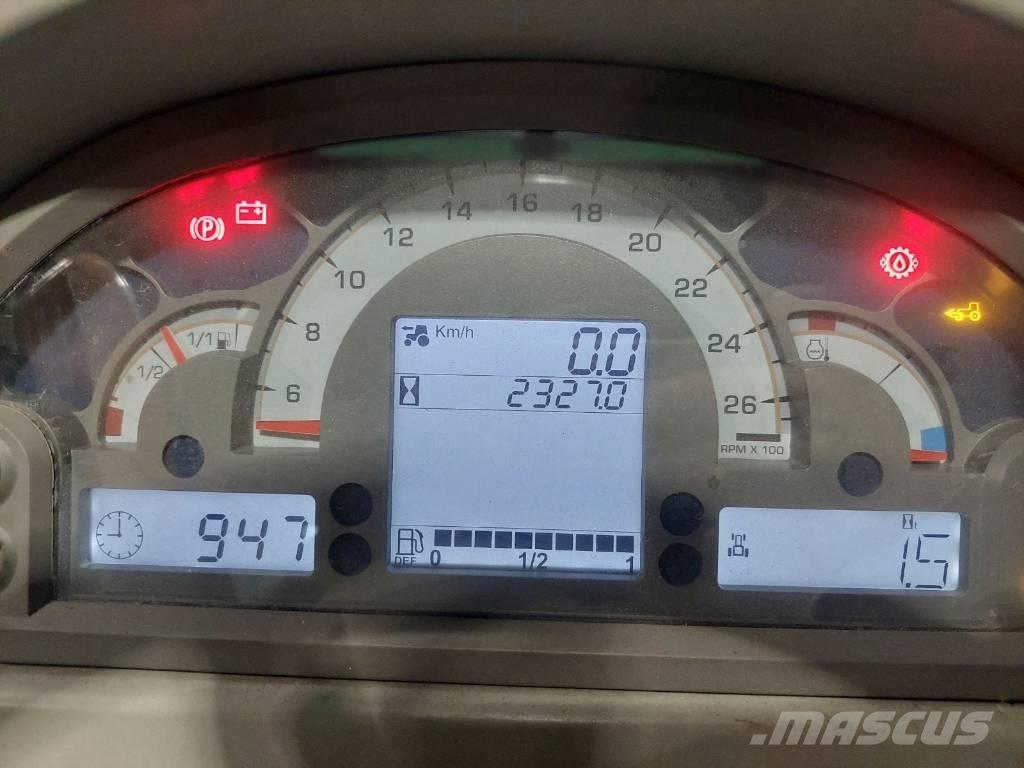 P
14 16 18
12 20
10 22
8 24
6 26
RPM X 100
1/2 1/1
Km/h 0.0
2327.0
DEF 0 1/2 1
947
t
1.5
MASCUS